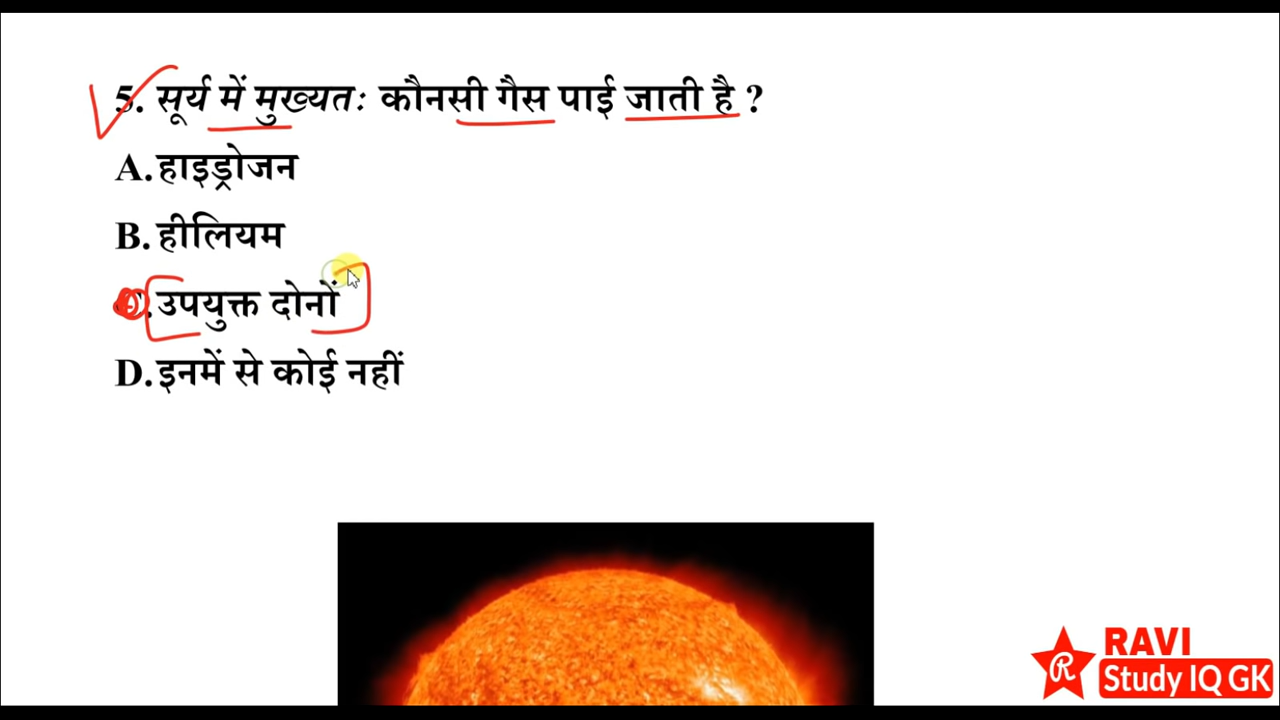 5. सूर्य में मुख्यतः कौनसी गैस पाई जाती है ?
A. हाइड्रोजन
B. हीलियम
C. उपयुक्त दोनों
D. इनमें से कोई नहीं
R
RAVI
Study IQ GK